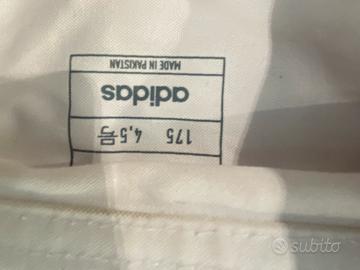 175 4,5号
adidas
MADE IN PAKISTAN
subito